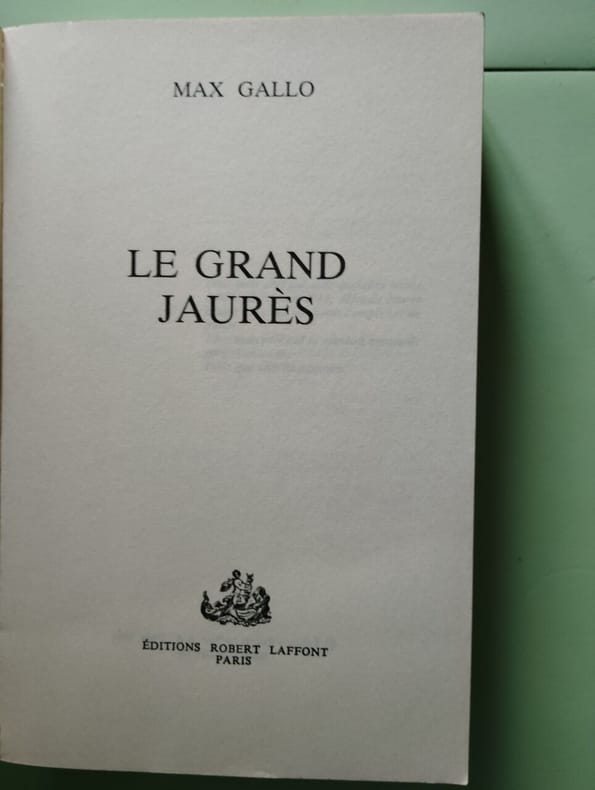 MAX GALLO
LE GRAND
JAURÈS
ÉDITIONS ROBERT LAFFONT
PARIS